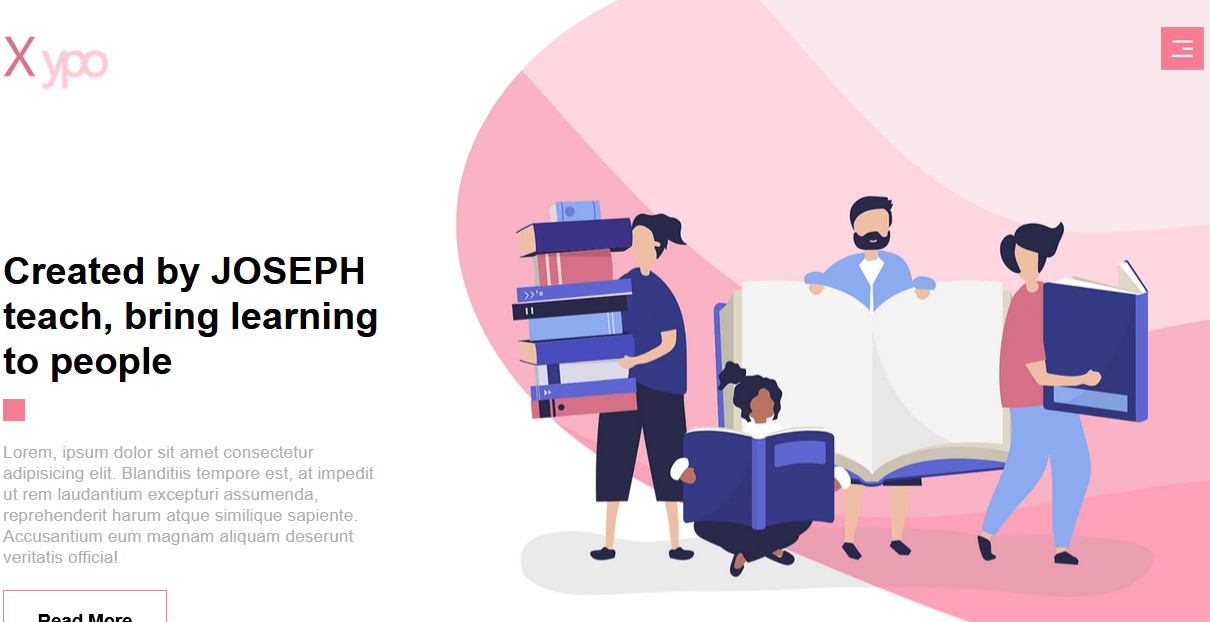 X ypo
Created by JOSEPH
teach, bring learning
to people
Lorem, ipsum dolor sit amet consectetur
adipisicing elit. Blanditiis tempore est, at impedit
ut rem laudantium excepturi assumenda,
reprehenderit harum atque similique sapiente.
Accusantium eum magnam aliquam deserunt
veritatis officia!
Read More